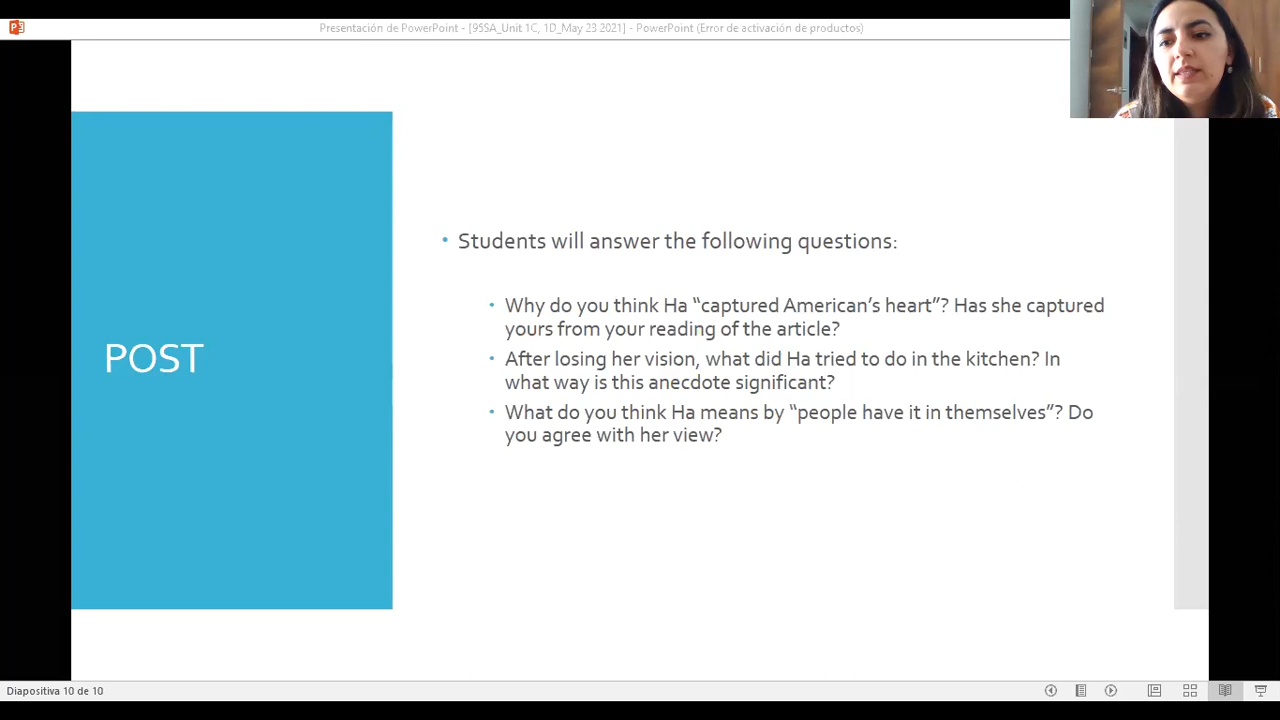 Presentación de PowerPoint - [95SA_Unit 1C, 1D_May 23 2021] - PowerPoint (Error de activación de productos)
POST
Students will answer the following questions:
Why do you think Ha “captured American’s heart”? Has she captured
yours from your reading of the article?
After losing her vision, what did Ha tried to do in the kitchen? In
what way is this anecdote significant?
What do you think Ha means by “people have it in themselves”? Do
you agree with her view?
Diapositiva 10 de 10